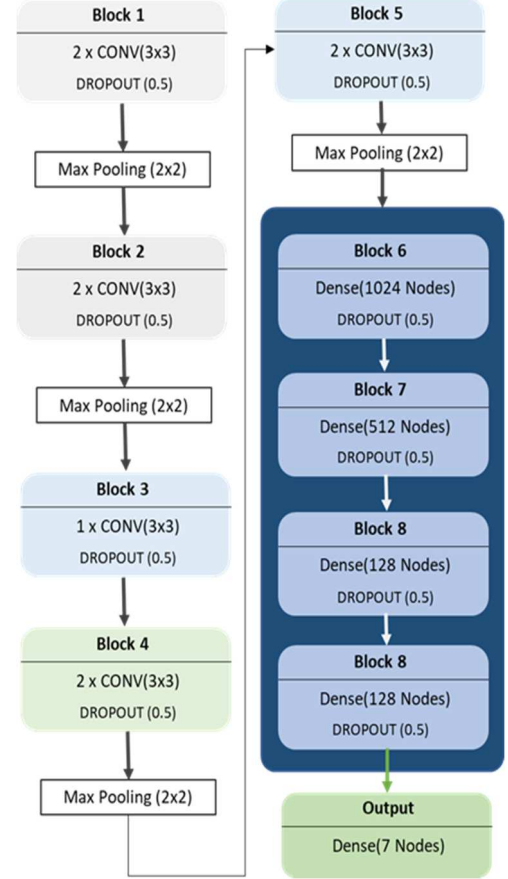 Block 1
2 x CONV(3x3)
DROPOUT (0.5)
Max Pooling (2x2)
Block 2
2 x CONV(3x3)
DROPOUT (0.5)
Max Pooling (2x2)
Block 3
1 x CONV(3x3)
DROPOUT (0.5)
Block 4
2 x CONV(3x3)
DROPOUT (0.5)
Max Pooling (2x2)
Block 5
2 x CONV(3x3)
DROPOUT (0.5)
Max Pooling (2x2)
Block 6
Dense(1024 Nodes)
DROPOUT (0.5)
Block 7
Dense(512 Nodes)
DROPOUT (0.5)
Block 8
Dense(128 Nodes)
DROPOUT (0.5)
Block 8
Dense(128 Nodes)
DROPOUT (0.5)
Output
Dense(7 Nodes)